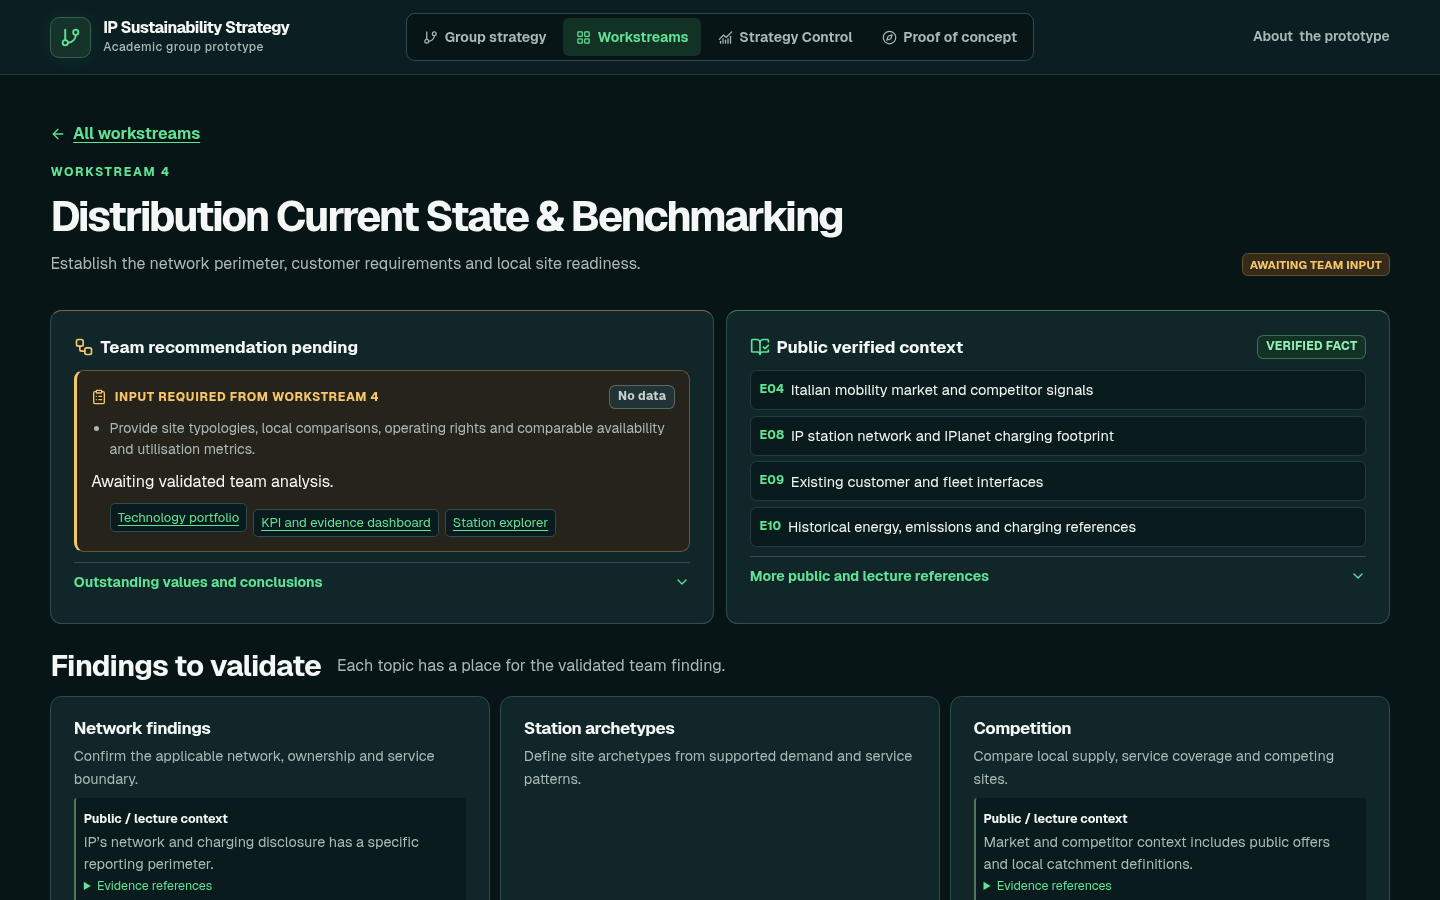 IP Sustainability Strategy
Academic group prototype
Group strategy
Workstreams
Strategy Control
Proof of concept
About the prototype
All workstreams
WORKSTREAM 4
Distribution Current State & Benchmarking
Establish the network perimeter, customer requirements and local site readiness.
AWAITING TEAM INPUT
Team recommendation pending
INPUT REQUIRED FROM WORKSTREAM 4
No data
Provide site typologies, local comparisons, operating rights and comparable availability
and utilisation metrics.
Awaiting validated team analysis.
Technology portfolio
KPI and evidence dashboard
Station explorer
Outstanding values and conclusions
Public verified context
VERIFIED FACT
E04 Italian mobility market and competitor signals
E08 IP station network and IPlanet charging footprint
E09 Existing customer and fleet interfaces
E10 Historical energy, emissions and charging references
More public and lecture references
Findings to validate
Each topic has a place for the validated team finding.
Network findings
Confirm the applicable network, ownership and service
boundary.
Public / lecture context
IP's network and charging disclosure has a specific
reporting perimeter.
Evidence references
Station archetypes
Define site archetypes from supported demand and service
patterns.
Competition
Compare local supply, service coverage and competing
sites.
Public / lecture context
Market and competitor context includes public offers
and local catchment definitions.
Evidence references